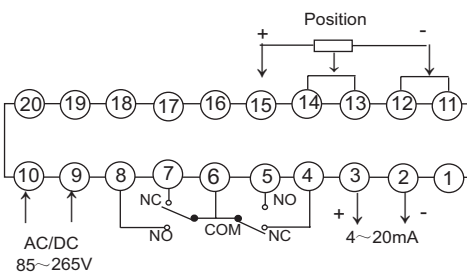 Position
+ -
20 19 18 17 16 15 14 13 12 11
10 9 8 7 6 5 4 3 2 1
NC NO
NO COM NC + -
AC/DC 4～20mA
85～265V